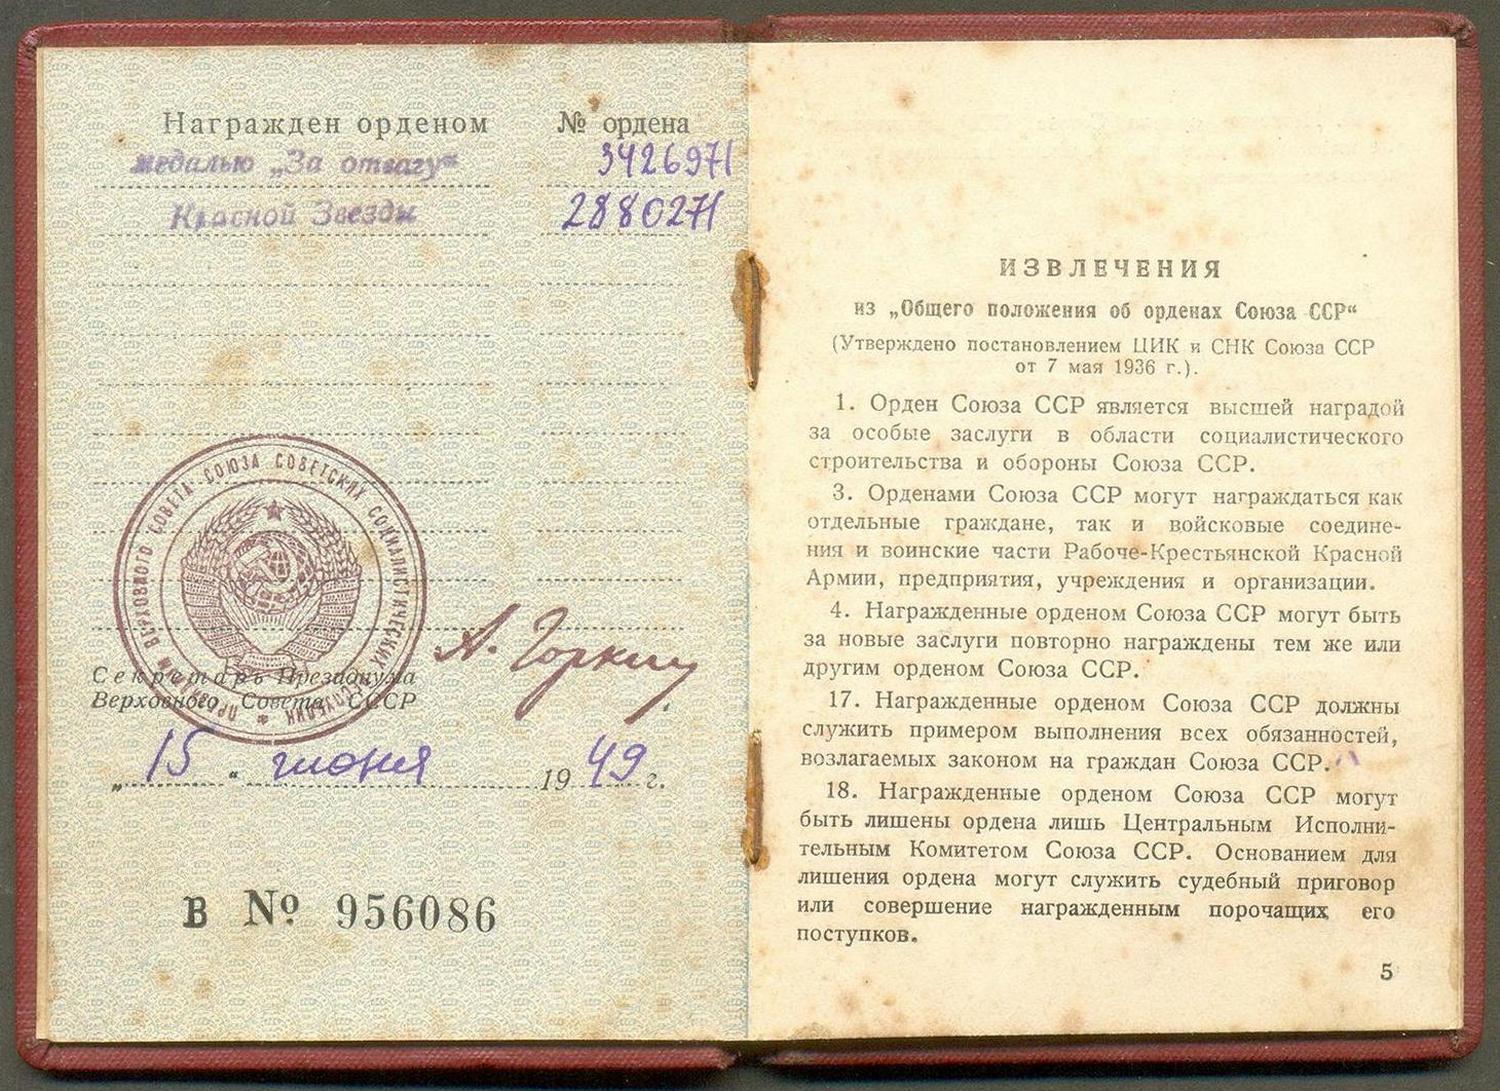 Награжден орденом № ордена
медалью „За отвагу“ 3426971
Красной Звезды 2880271
ПРЕЗИДИУМ ВЕРХОВНОГО СОВЕТА СОЮЗА СОВЕТСКИХ СОЦИАЛИСТИЧЕСКИХ РЕСПУБЛИК
Секретарь Президиума
Верховного Совета СССР
А. Горкин
„ 15 “ июня 1949 г.
В № 956086
ИЗВЛЕЧЕНИЯ
из „Общего положения об орденах Союза ССР“
(Утверждено постановлением ЦИК и СНК Союза ССР
от 7 мая 1936 г.).
1. Орден Союза ССР является высшей наградой
за особые заслуги в области социалистического
строительства и обороны Союза ССР.
3. Орденами Союза ССР могут награждаться как
отдельные граждане, так и войсковые соедине-
ния и воинские части Рабоче-Крестьянской Красной
Армии, предприятия, учреждения и организации.
4. Награжденные орденом Союза ССР могут быть
за новые заслуги повторно награждены тем же или
другим орденом Союза ССР.
17. Награжденные орденом Союза ССР должны
служить примером выполнения всех обязанностей,
возлагаемых законом на граждан Союза ССР.
18. Награжденные орденом Союза ССР могут
быть лишены ордена лишь Центральным Исполни-
тельным Комитетом Союза ССР. Основанием для
лишения ордена могут служить судебный приговор
или совершение награжденным порочащих его
поступков.
5